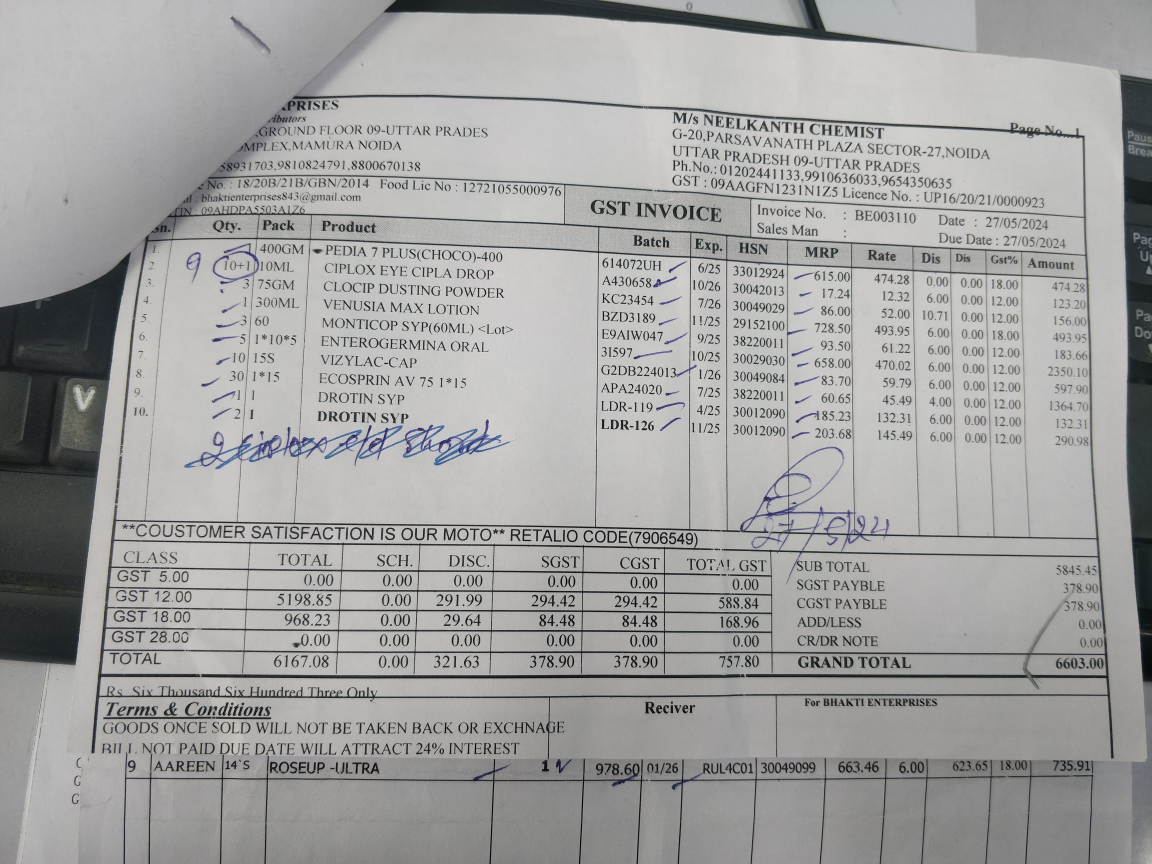 ERPRISES
ributors
GROUND FLOOR 09-UTTAR PRADES
OMPLEX,MAMURA NOIDA
58931703,9810824791,8800670138
e No. : 18/20B/21B/GBN/2014 Food Lic No : 12721055000976
: bhaktienterprises843@gmail.com
TIN : 09AHDPA5503A1Z6
M/s NEELKANTH CHEMIST
Page No...1
G-20,PARSAVANATH PLAZA SECTOR-27,NOIDA
UTTAR PRADESH 09-UTTAR PRADES
Ph.No.: 01202441133,9910636033,9654350635
GST : 09AAGFN1231N1Z5 Licence No. : UP16/20/21/0000923
GST INVOICE
Invoice No. : BE003110 Date : 27/05/2024
Sales Man : Due Date : 27/05/2024
Sn. Qty. Pack Product Batch Exp. HSN MRP Rate Dis Dis Gst% Amount
1. 400GM PEDIA 7 PLUS(CHOCO)-400 614072UH 6/25 33012924 615.00 474.28 0.00 0.00 18.00 474.28
2. 9 10+1 10ML CIPLOX EYE CIPLA DROP A430658 10/26 30042013 17.24 12.32 6.00 0.00 12.00 123.20
3. 3 75GM CLOCIP DUSTING POWDER KC23454 7/26 30049029 86.00 52.00 10.71 0.00 12.00 156.00
4. 1 300ML VENUSIA MAX LOTION BZD3189 11/25 29152100 728.50 493.95 6.00 0.00 18.00 493.95
5. 3 60 MONTICOP SYP(60ML) <Lot> E9AIW047 9/25 38220011 93.50 61.22 6.00 0.00 12.00 183.66
6. 5 1*10*5 ENTEROGERMINA ORAL 3I597 10/25 30029030 658.00 470.02 6.00 0.00 12.00 2350.10
7. 10 15S VIZYLAC-CAP G2DB224013 1/26 30049084 83.70 59.79 6.00 0.00 12.00 597.90
8. 30 1*15 ECOSPRIN AV 75 1*15 APA24020 7/25 38220011 60.65 45.49 4.00 0.00 12.00 1364.70
9. 1 1 DROTIN SYP LDR-119 4/25 30012090 185.23 132.31 6.00 0.00 12.00 132.31
10. 2 1 DROTIN SYP LDR-126 11/25 30012090 203.68 145.49 6.00 0.00 12.00 290.98
27/5/24
**COUSTOMER SATISFACTION IS OUR MOTO** RETALIO CODE(7906549)
CLASS TOTAL SCH. DISC. SGST CGST TOTAL GST
GST 5.00 0.00 0.00 0.00 0.00 0.00 0.00
GST 12.00 5198.85 0.00 291.99 294.42 294.42 588.84
GST 18.00 968.23 0.00 29.64 84.48 84.48 168.96
GST 28.00 0.00 0.00 0.00 0.00 0.00 0.00
TOTAL 6167.08 0.00 321.63 378.90 378.90 757.80
SUB TOTAL 5845.45
SGST PAYBLE 378.90
CGST PAYBLE 378.90
ADD/LESS 0.00
CR/DR NOTE 0.00
GRAND TOTAL 6603.00
Rs. Six Thousand Six Hundred Three Only
Terms & Conditions
GOODS ONCE SOLD WILL NOT BE TAKEN BACK OR EXCHNAGE
BILL NOT PAID DUE DATE WILL ATTRACT 24% INTEREST
Reciver
For BHAKTI ENTERPRISES
9 AAREEN 14`S ROSEUP -ULTRA 1 978.60 01/26 RUL4C01 30049099 663.46 6.00 623.65 18.00 735.91
V